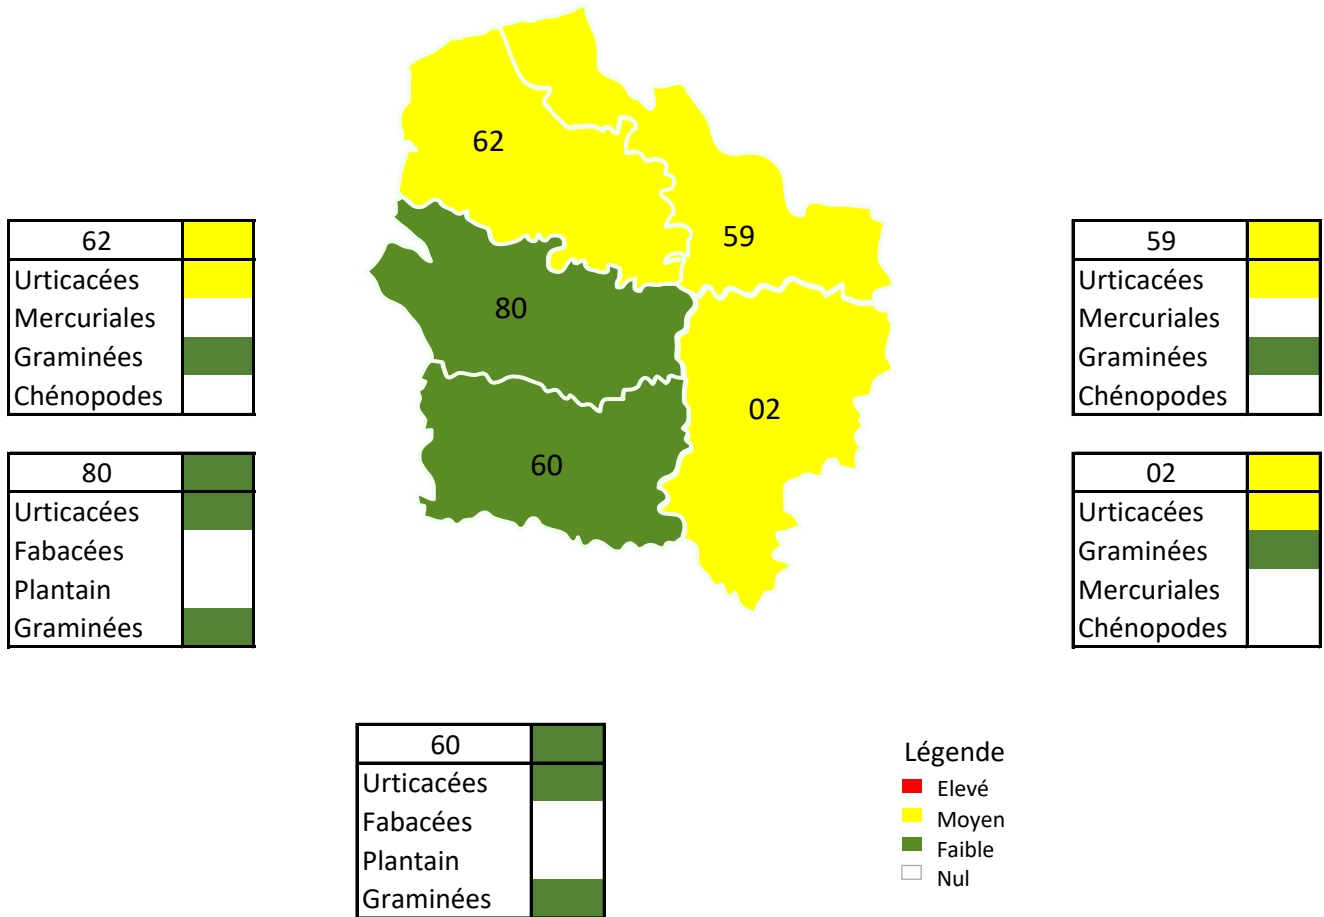 62
59
80
02
60
62
Urticacées
Mercuriales
Graminées
Chénopodes
80
Urticacées
Fabacées
Plantain
Graminées
59
Urticacées
Mercuriales
Graminées
Chénopodes
02
Urticacées
Graminées
Mercuriales
Chénopodes
60
Urticacées
Fabacées
Plantain
Graminées
Légende
Elevé
Moyen
Faible
Nul